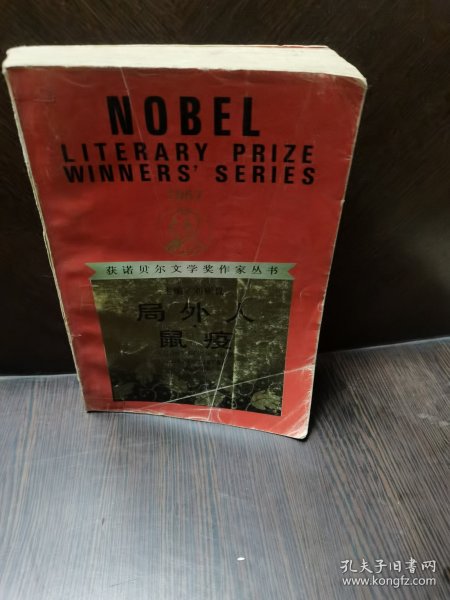 NOBEL
LITERARY PRIZE
WINNERS' SERIES
获诺贝尔文学奖作家丛书
局外人
鼠疫
孔夫子旧书网
www.kongfz.com